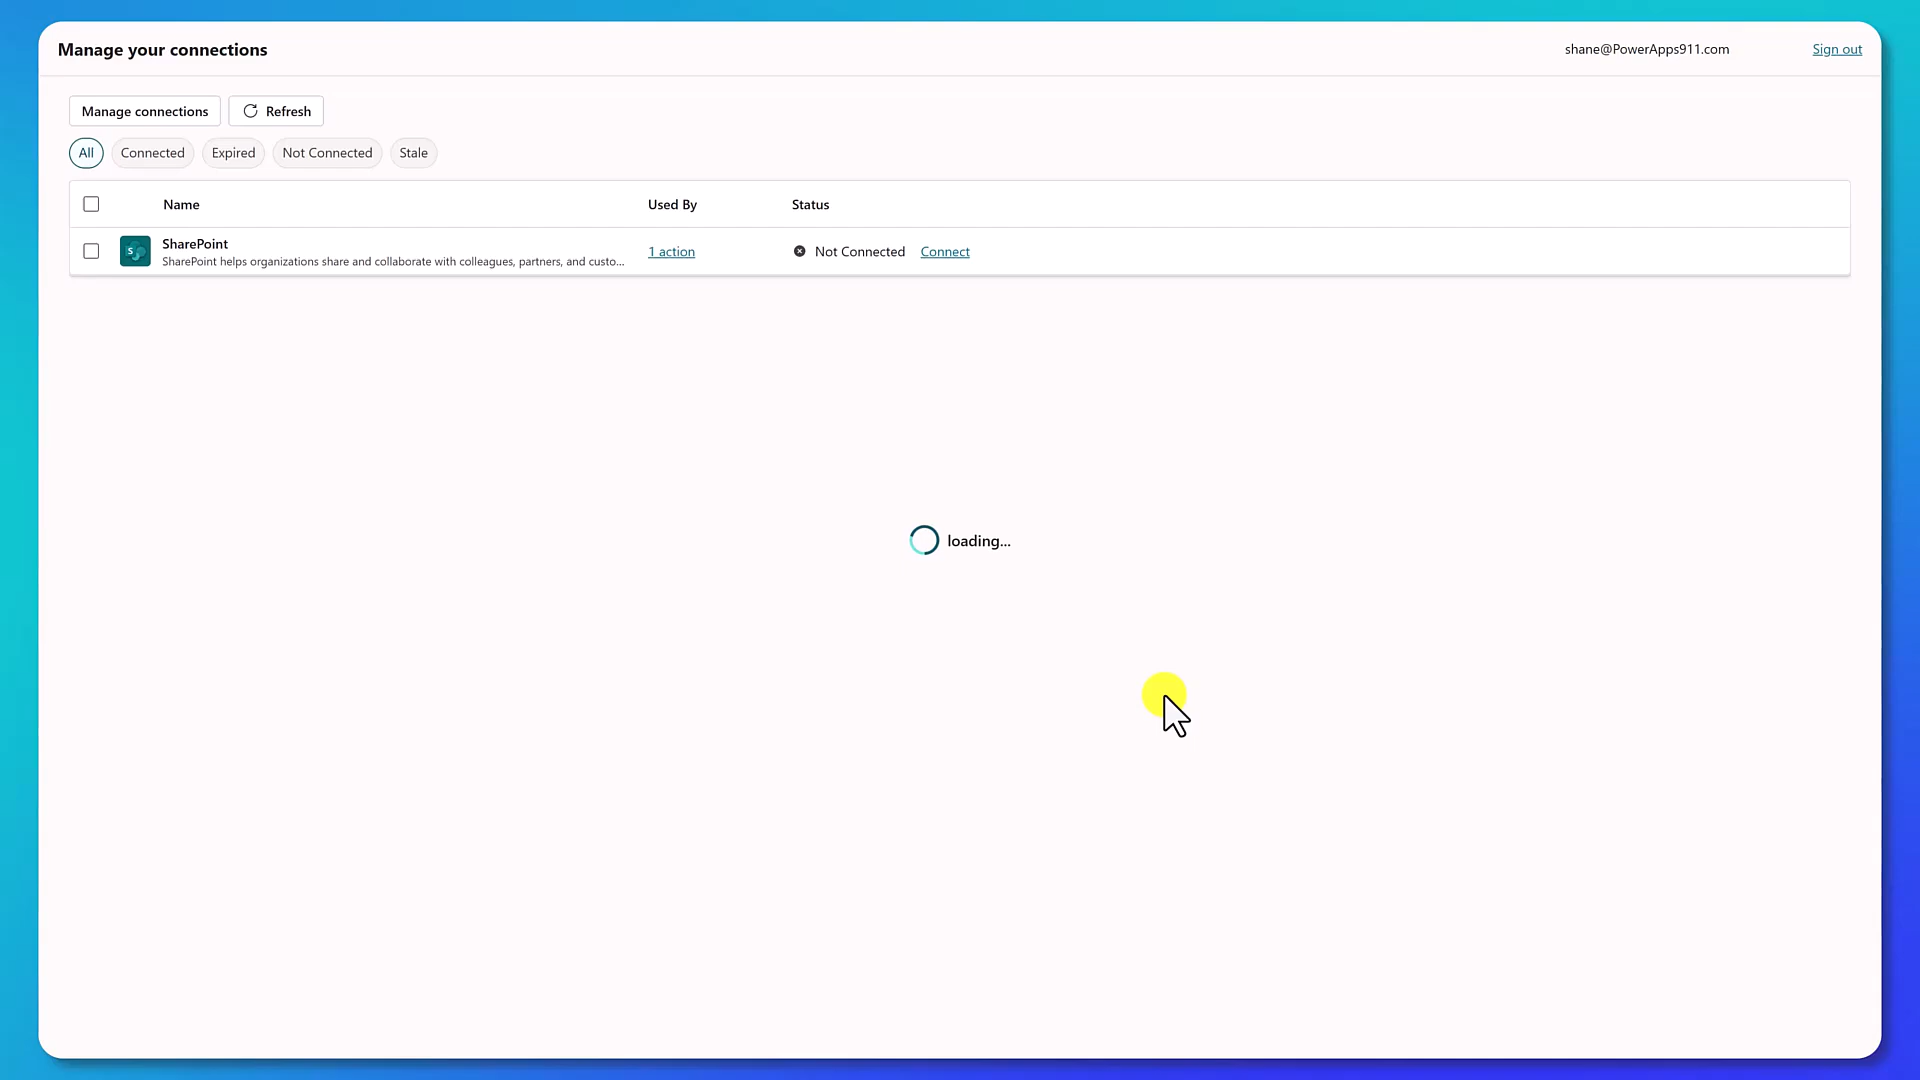 Manage your connections
shane@PowerApps911.com
Sign out
Manage connections
Refresh
All
Connected
Expired
Not Connected
Stale
Name
Used By
Status
S
SharePoint
SharePoint helps organizations share and collaborate with colleagues, partners, and custo...
1 action
Not Connected
Connect
loading...